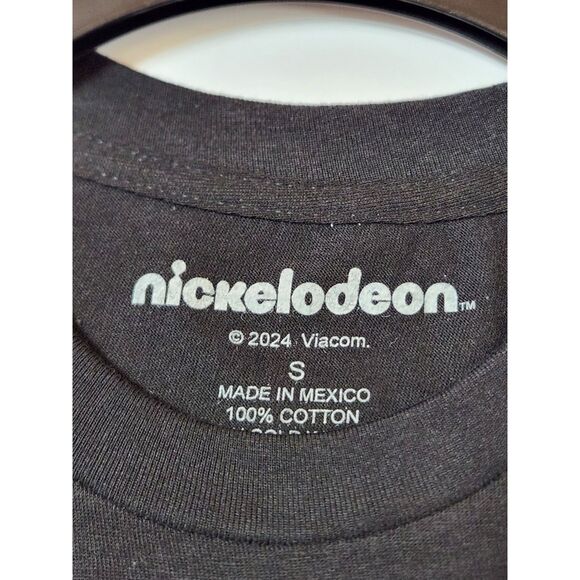 nickelodeon™
© 2024 Viacom.
S
MADE IN MEXICO
100% COTTON